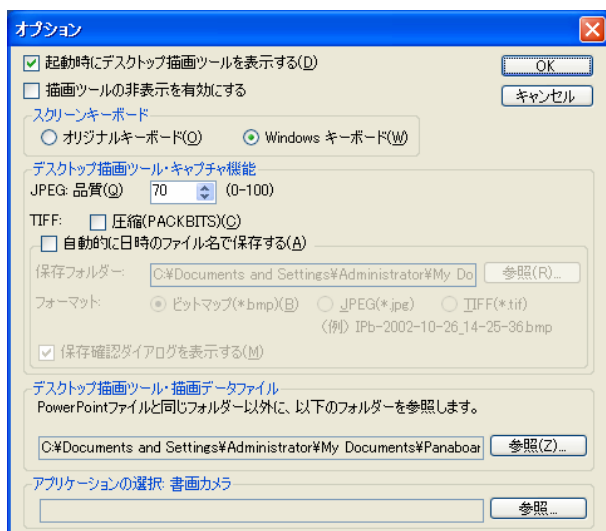 オプション
起動時にデスクトップ描画ツールを表示する(D)
OK
描画ツールの非表示を有効にする
キャンセル
スクリーンキーボード
オリジナルキーボード(O) Windows キーボード(W)
デスクトップ描画ツール・キャプチャ機能
JPEG: 品質(Q) 70 (0-100)
TIFF: 圧縮(PACKBITS)(C)
自動的に日時のファイル名で保存する(A)
保存フォルダー: C:¥Documents and Settings¥Administrator¥My Do 参照(R)...
フォーマット: ビットマップ(*.bmp)(B) JPEG(*.jpg) TIFF(*.tif)
(例) IPb-2002-10-26_14-25-36.bmp
保存確認ダイアログを表示する(M)
デスクトップ描画ツール・描画データファイル
PowerPointファイルと同じフォルダー以外に、以下のフォルダーを参照します。
C:¥Documents and Settings¥Administrator¥My Documents¥Panaboar 参照(Z)...
アプリケーションの選択: 書画カメラ
参照...